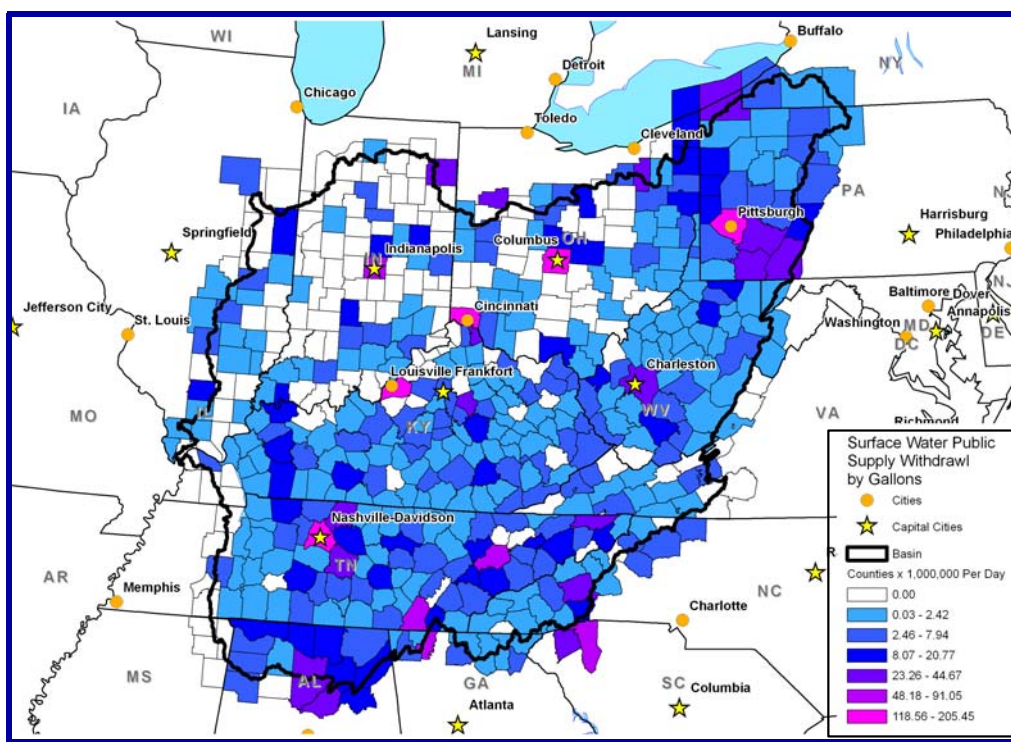 Buffalo
WI
Lansing
MI
NY
Detroit
IA
Chicago
Toledo
Cleveland
PA
N
Pittsburgh
Harrisburg
Springfield
Columbus
OH
Indianapolis
IN
Philadelphia
NJ
Jefferson City
St. Louis
Cincinnati
Baltimore
Dover
Washington
MD
Annapolis
DC
DE
Louisville
Frankfort
Charleston
MO
IL
KY
WV
VA
Richmond
Nashville-Davidson
TN
R
AR
NC
Memphis
Charlotte
MS
AL
GA
SC
Columbia
Atlanta
Surface Water Public
Supply Withdrawl
by Gallons
Cities
Capital Cities
Basin
Counties x 1,000,000 Per Day
0.00
0.03 - 2.42
2.46 - 7.94
8.07 - 20.77
23.26 - 44.67
48.18 - 91.05
118.56 - 205.45